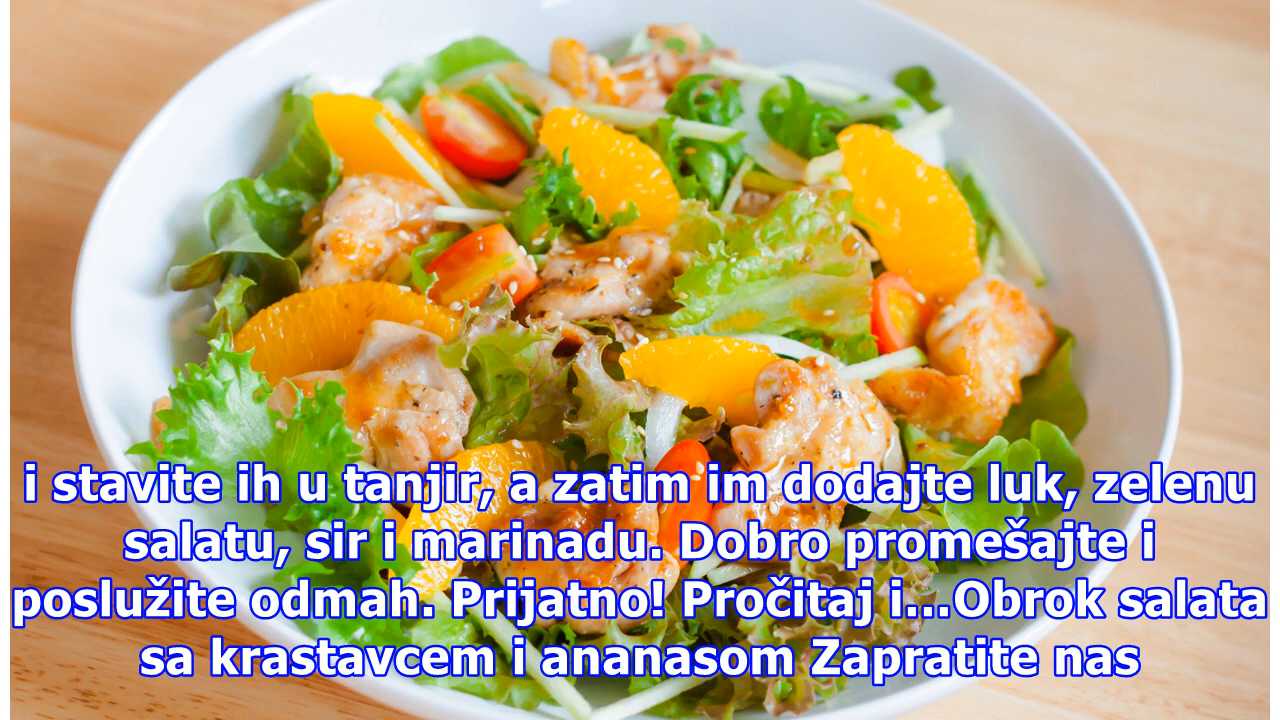 i stavite ih u tanjir, a zatim im dodajte luk, zelenu
salatu, sir i marinadu. Dobro promešajte i
poslužite odmah. Prijatno! Pročitaj i...Obrok salata
sa krastavcem i ananasom Zapratite nas